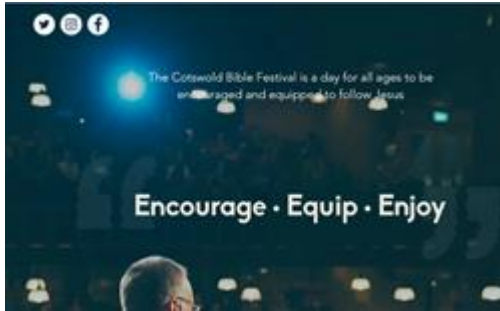 The Cotswold Bible Festival is a day for all ages to be
encouraged and equipped to follow Jesus
Encourage · Equip · Enjoy